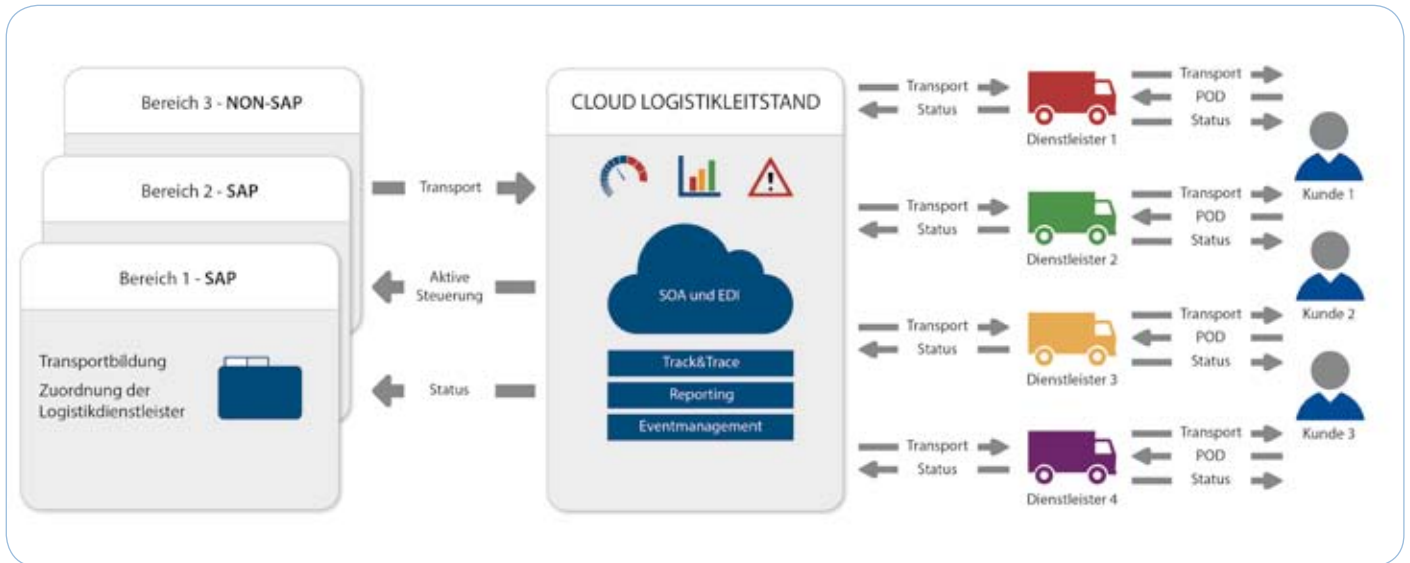 Bereich 3 - NON-SAP
Bereich 2 - SAP
Bereich 1 - SAP
Transportbildung
Zuordnung der
Logistikdienstleister
Transport
Aktive
Steuerung
Status
CLOUD LOGISTIKLEITSTAND
SOA und EDI
Track&Trace
Reporting
Eventmanagement
Transport
Status
Dienstleister 1
Transport
POD
Status
Transport
Status
Dienstleister 2
Transport
POD
Status
Transport
Status
Dienstleister 3
Transport
POD
Status
Transport
Status
Dienstleister 4
Transport
POD
Status
Kunde 1
Kunde 2
Kunde 3